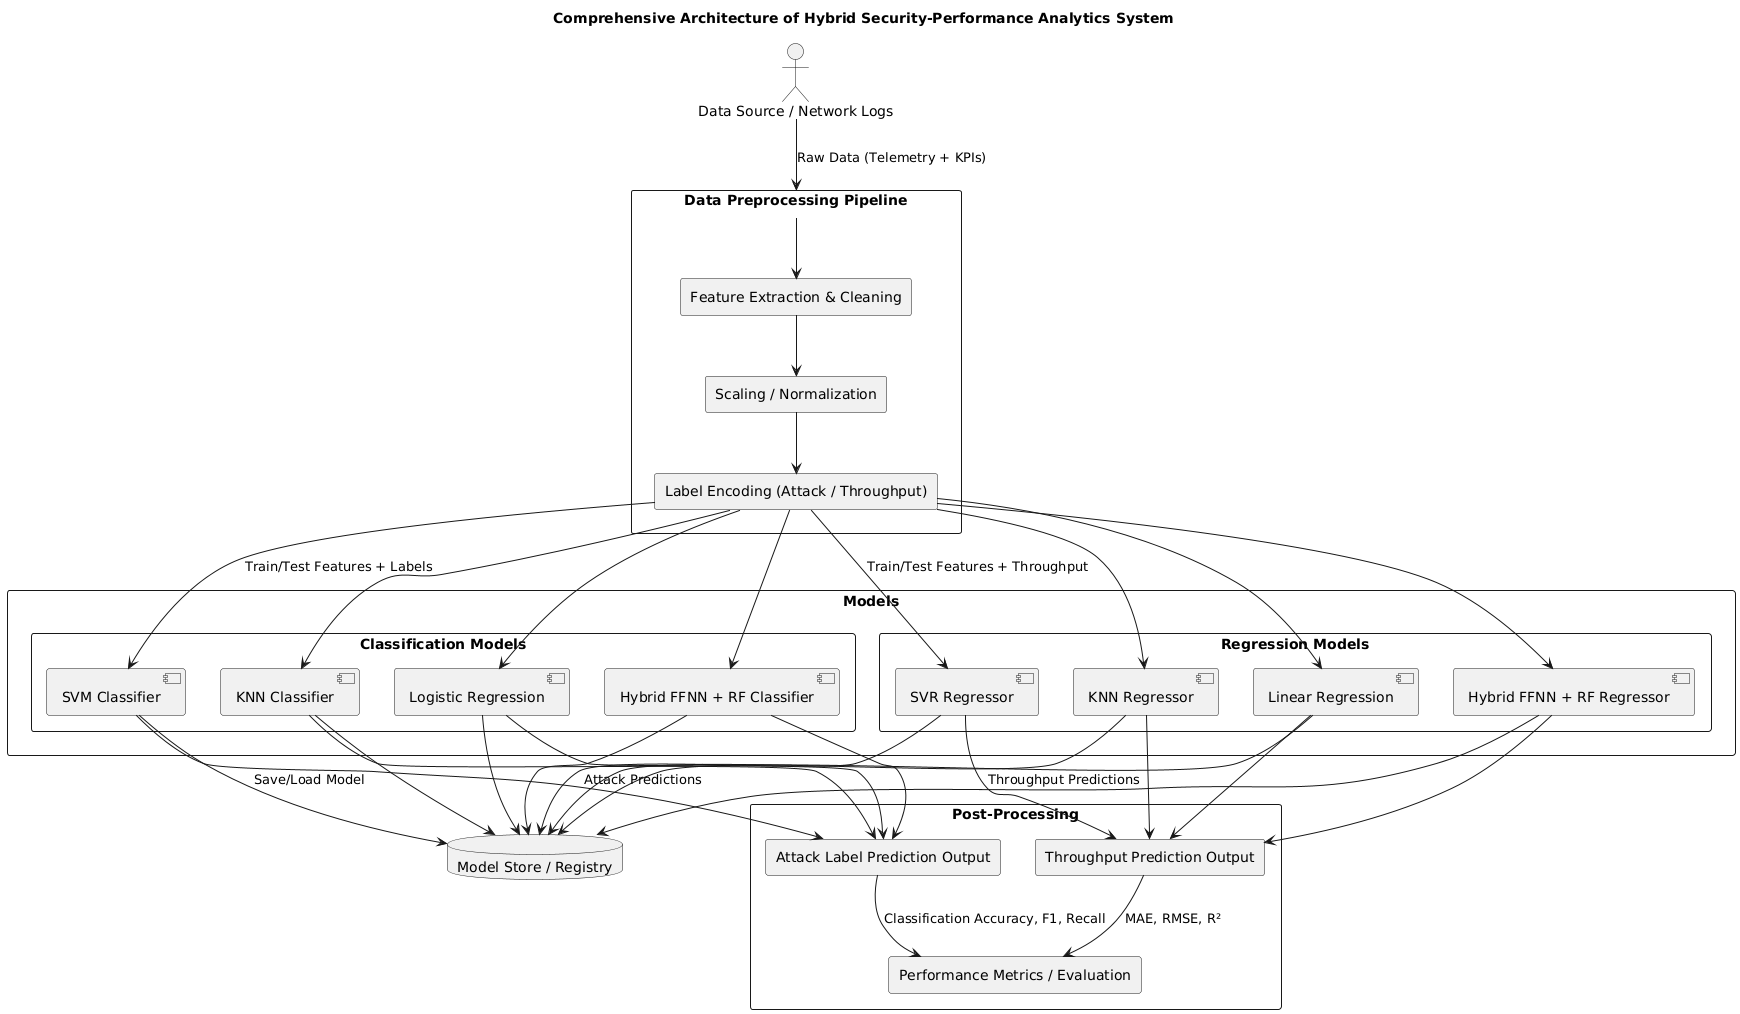 Comprehensive Architecture of Hybrid Security-Performance Analytics System
Data Source / Network Logs
Raw Data (Telemetry + KPIs)
Data Preprocessing Pipeline
Feature Extraction & Cleaning
Scaling / Normalization
Label Encoding (Attack / Throughput)
Train/Test Features + Labels
Train/Test Features + Throughput
Models
Classification Models
Regression Models
SVM Classifier
KNN Classifier
Logistic Regression
Hybrid FFNN + RF Classifier
SVR Regressor
KNN Regressor
Linear Regression
Hybrid FFNN + RF Regressor
Save/Load Model
Attack Predictions
Throughput Predictions
Post-Processing
Model Store / Registry
Attack Label Prediction Output
Throughput Prediction Output
Classification Accuracy, F1, Recall
MAE, RMSE, R²
Performance Metrics / Evaluation